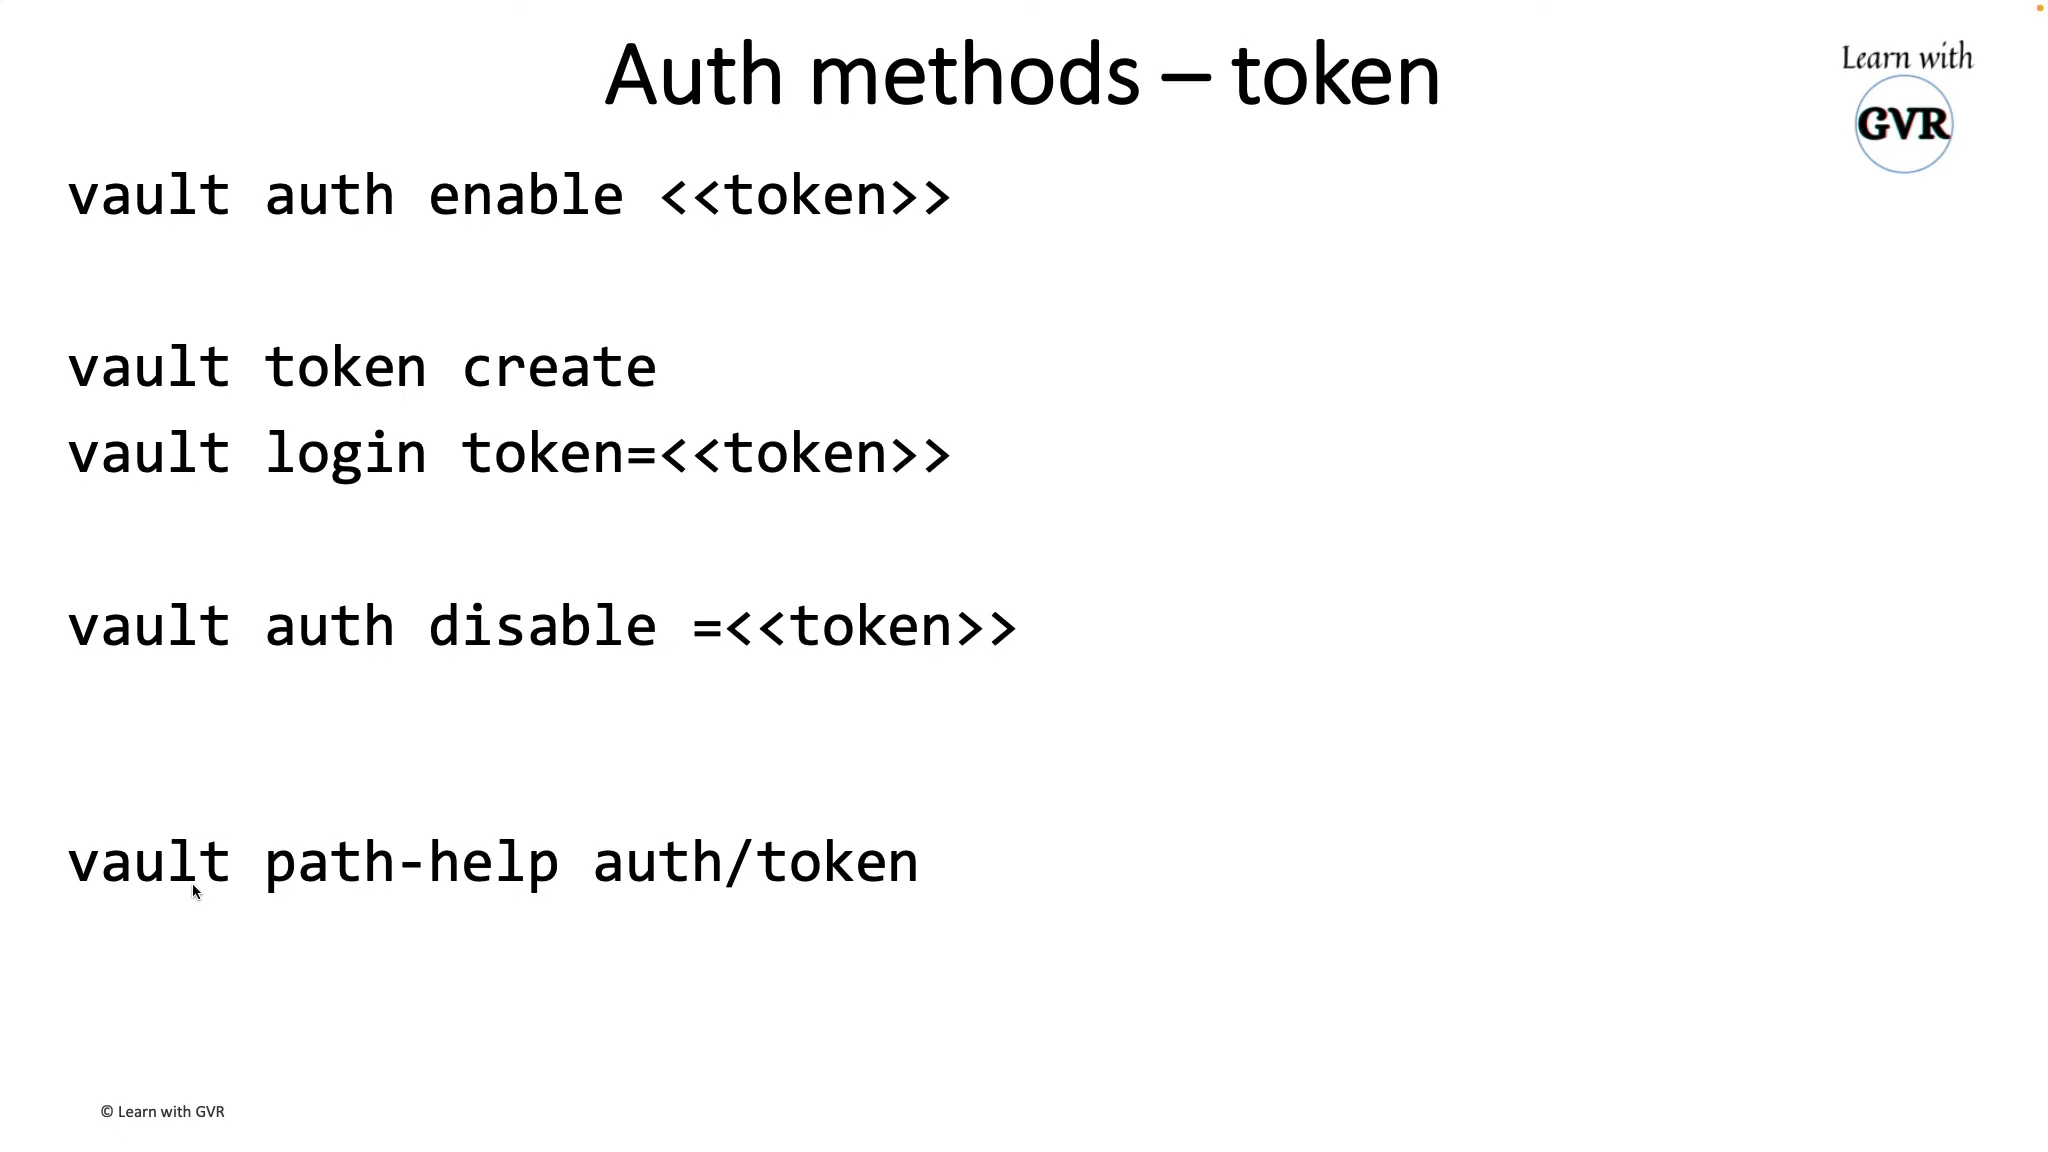 Auth methods – token
Learn with
GVR
vault auth enable <<token>>
vault token create
vault login token=<<token>>
vault auth disable =<<token>>
vault path-help auth/token
© Learn with GVR